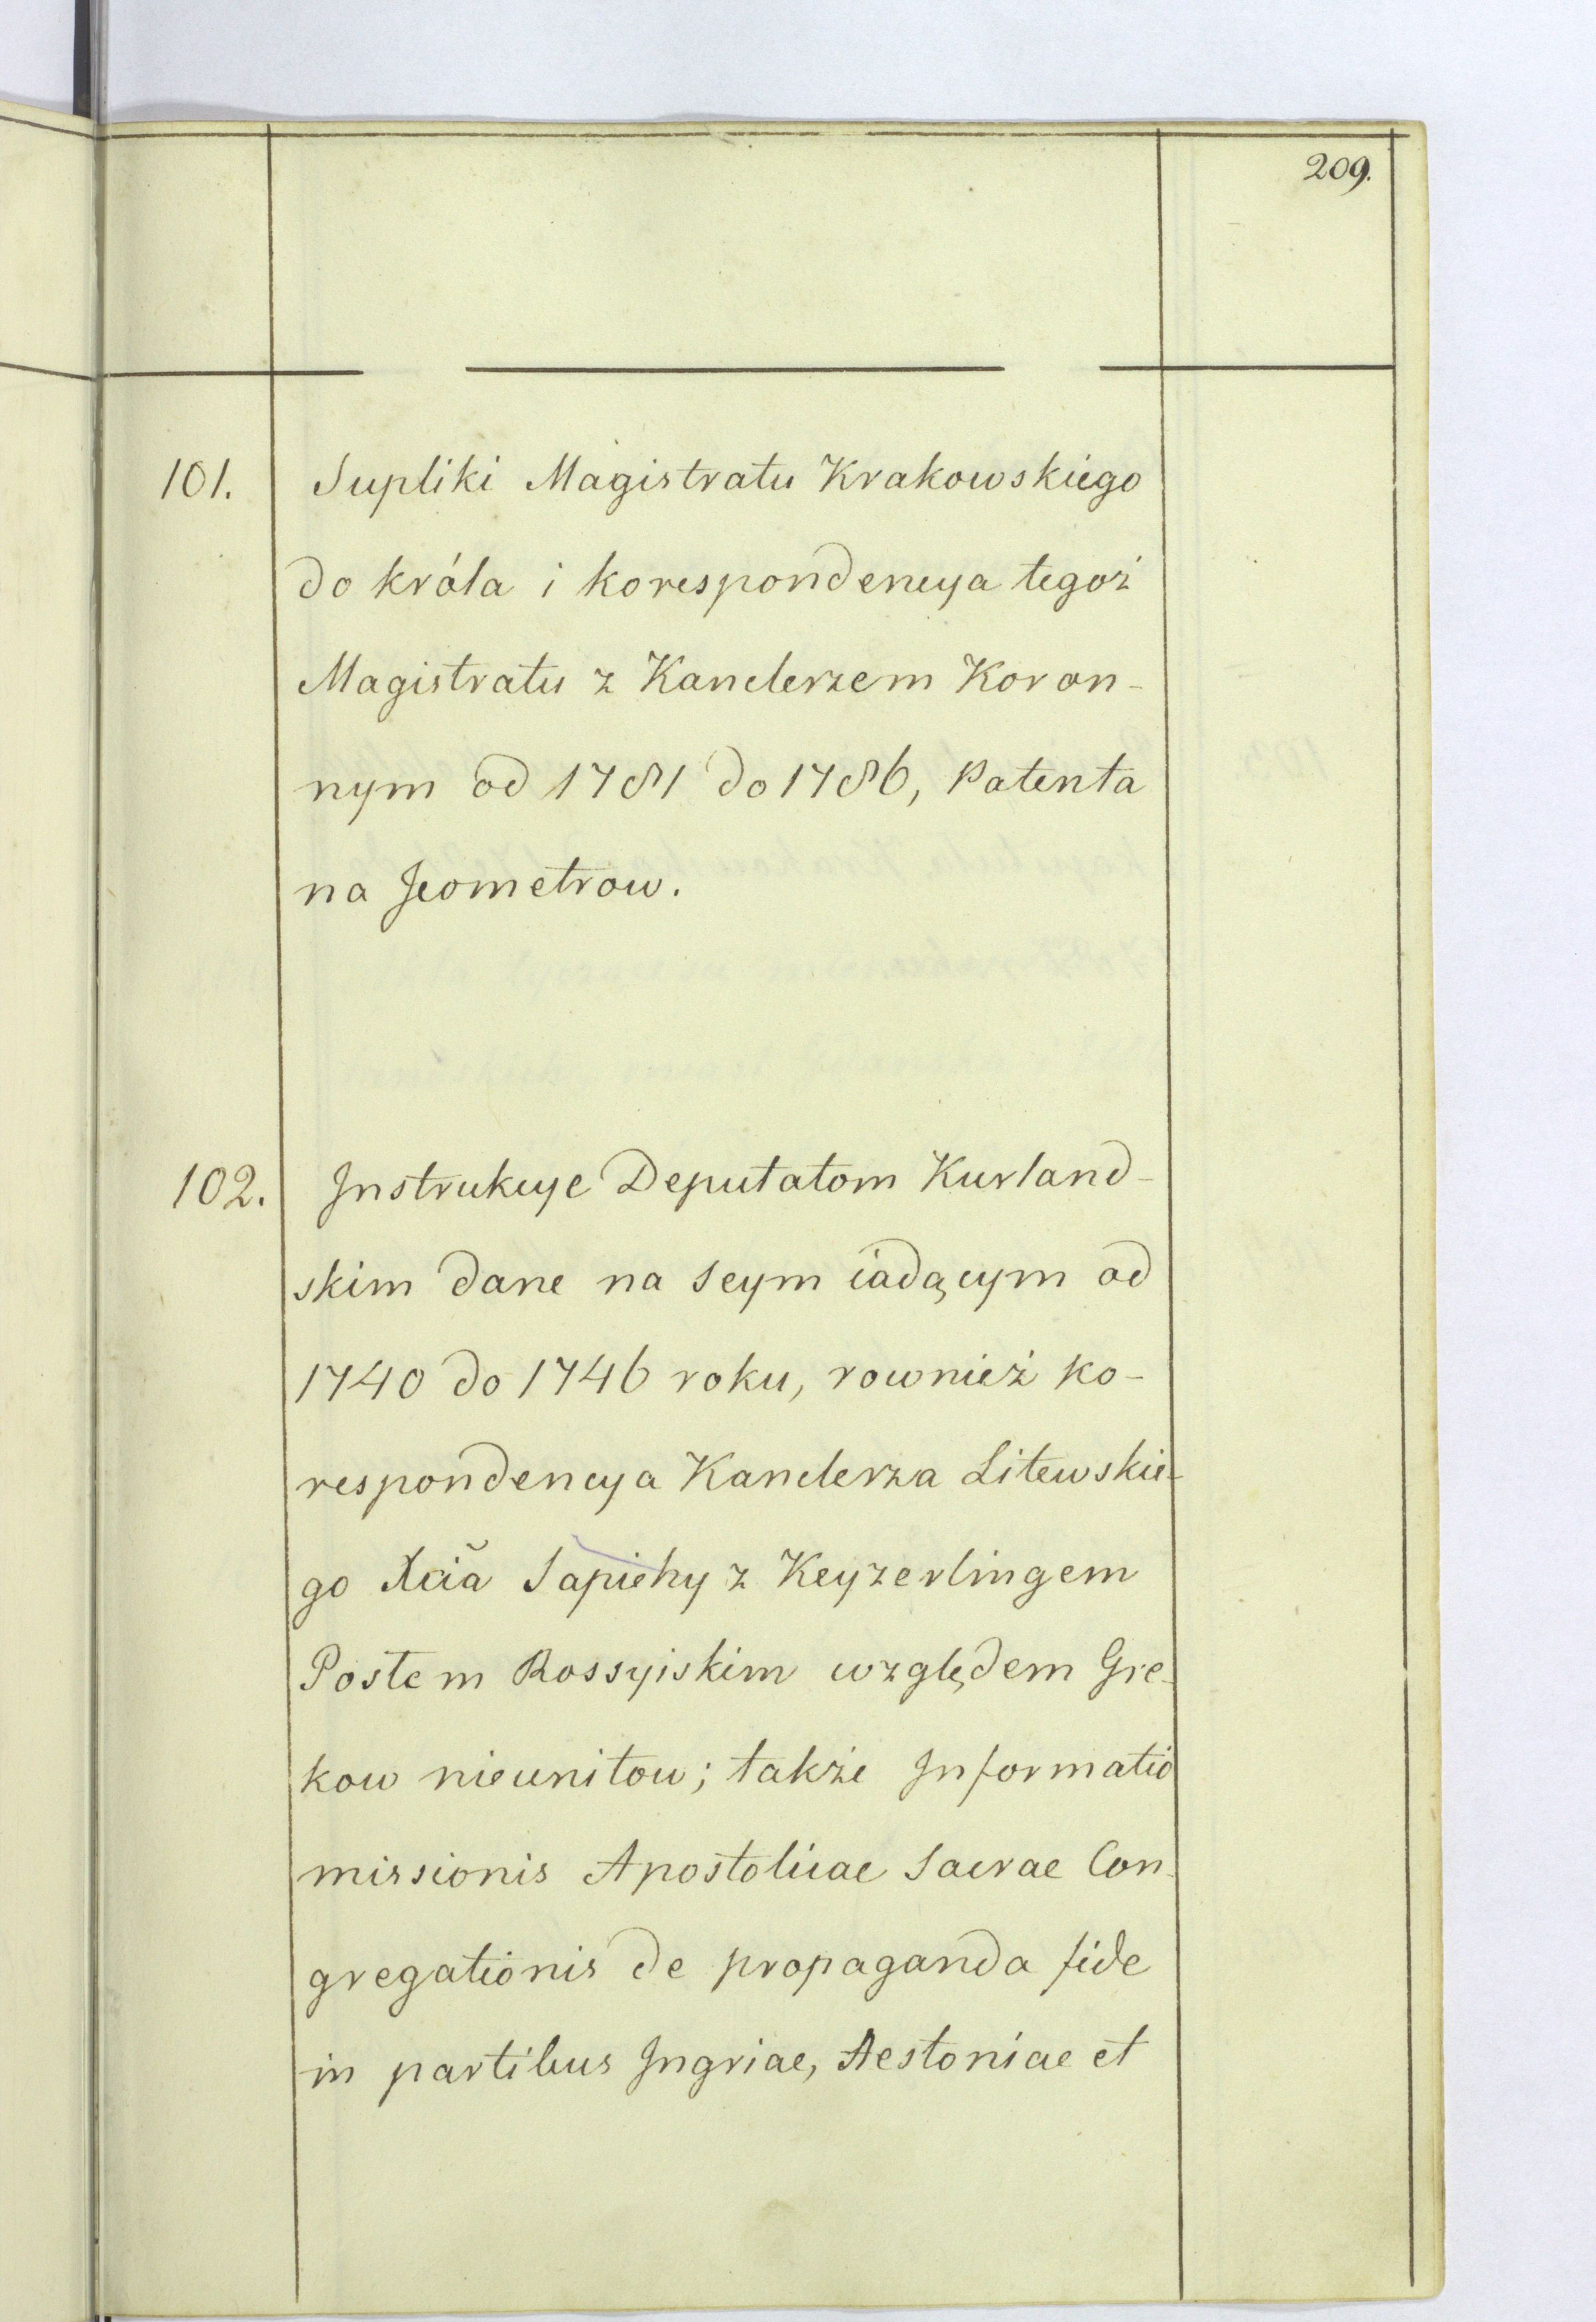 209.
101. Supliki Magistratu Krakowskiego
do króla i korespondencya tegoż
Magistratu z Kanclerzem Koron-
nym od 1781 do 1786, Patenta
na Jeometrow.
102. Instrukcye Deputatom Kurland-
skim dane na Seym iadącym od
1740 do 1746 roku, rownież ko-
respondencya Kanclerza Litewskie-
go Xcia Sapiehy z Keyzerlingem
Posłem Rossyiskim względem Gre-
kow nieunitow; także Informatio
missionis Apostolicae Sacrae Con-
gregationis de propaganda fide
in partibus Ingriae, Aestoniae et